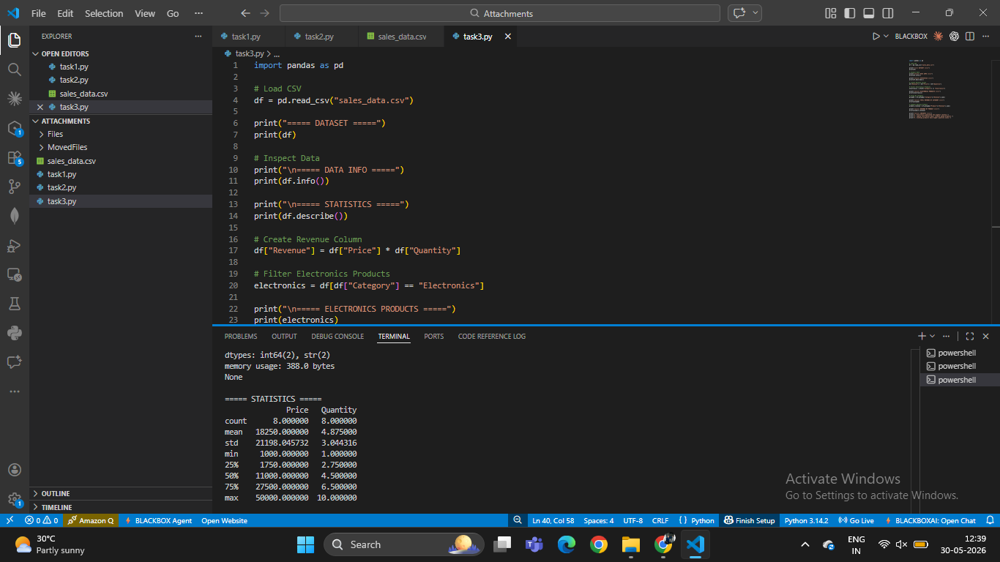 File Edit Selection View Go ··· Attachments
EXPLORER ···
OPEN EDITORS
task1.py
task2.py
sales_data.csv
task3.py
ATTACHMENTS
Files
MovedFiles
sales_data.csv
task1.py
task2.py
task3.py
OUTLINE
TIMELINE
1
5
1
task1.py task2.py sales_data.csv task3.py BLACKBOX ···
task3.py > ...
1 import pandas as pd
2
3 # Load CSV
4 df = pd.read_csv("sales_data.csv")
5
6 print("===== DATASET =====")
7 print(df)
8
9 # Inspect Data
10 print("\n===== DATA INFO =====")
11 print(df.info())
12
13 print("\n===== STATISTICS =====")
14 print(df.describe())
15
16 # Create Revenue Column
17 df["Revenue"] = df["Price"] * df["Quantity"]
18
19 # Filter Electronics Products
20 electronics = df[df["Category"] == "Electronics"]
21
22 print("\n===== ELECTRONICS PRODUCTS =====")
23 print(electronics)
PROBLEMS OUTPUT DEBUG CONSOLE TERMINAL PORTS CODE REFERENCE LOG
dtypes: int64(2), str(2)
memory usage: 388.0 bytes
None
===== STATISTICS =====
Price Quantity
count 8.000000 8.000000
mean 18250.000000 4.875000
std 21198.045732 3.044316
min 1000.000000 1.000000
25% 1750.000000 2.750000
50% 11000.000000 4.500000
75% 27500.000000 6.500000
max 50000.000000 10.000000
powershell
powershell
powershell
Activate Windows
Go to Settings to activate Windows.
0 0 Amazon Q BLACKBOX Agent Open Website Ln 40, Col 58 Spaces: 4 UTF-8 CRLF { } Python Finish Setup Python 3.14.2 Go Live BLACKBOXAI: Open Chat
30°C
Partly sunny
Search
ENG
IN
12:39
30-05-2026